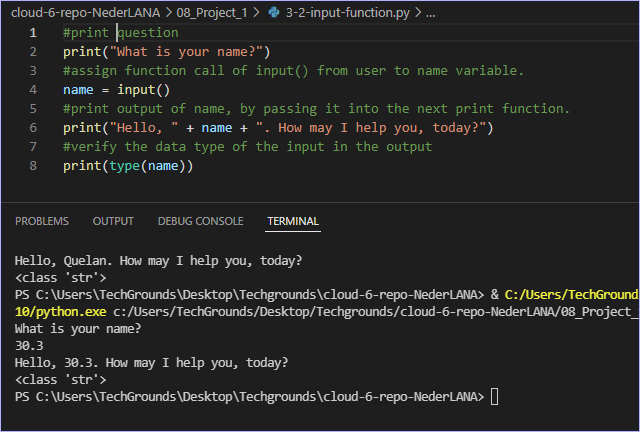 cloud-6-repo-NederLANA > 08_Project_1 > 3-2-input-function.py > ...
1 #print question
2 print("What is your name?")
3 #assign function call of input() from user to name variable.
4 name = input()
5 #print output of name, by passing it into the next print function.
6 print("Hello, " + name + ". How may I help you, today?")
7 #verify the data type of the input in the output
8 print(type(name))
PROBLEMS OUTPUT DEBUG CONSOLE TERMINAL
Hello, Quelan. How may I help you, today?
<class 'str'>
PS C:\Users\TechGrounds\Desktop\Techgrounds\cloud-6-repo-NederLANA> & C:/Users/TechGround
10/python.exe c:/Users/TechGrounds/Desktop/Techgrounds/cloud-6-repo-NederLANA/08_Project_
What is your name?
30.3
Hello, 30.3. How may I help you, today?
<class 'str'>
PS C:\Users\TechGrounds\Desktop\Techgrounds\cloud-6-repo-NederLANA>